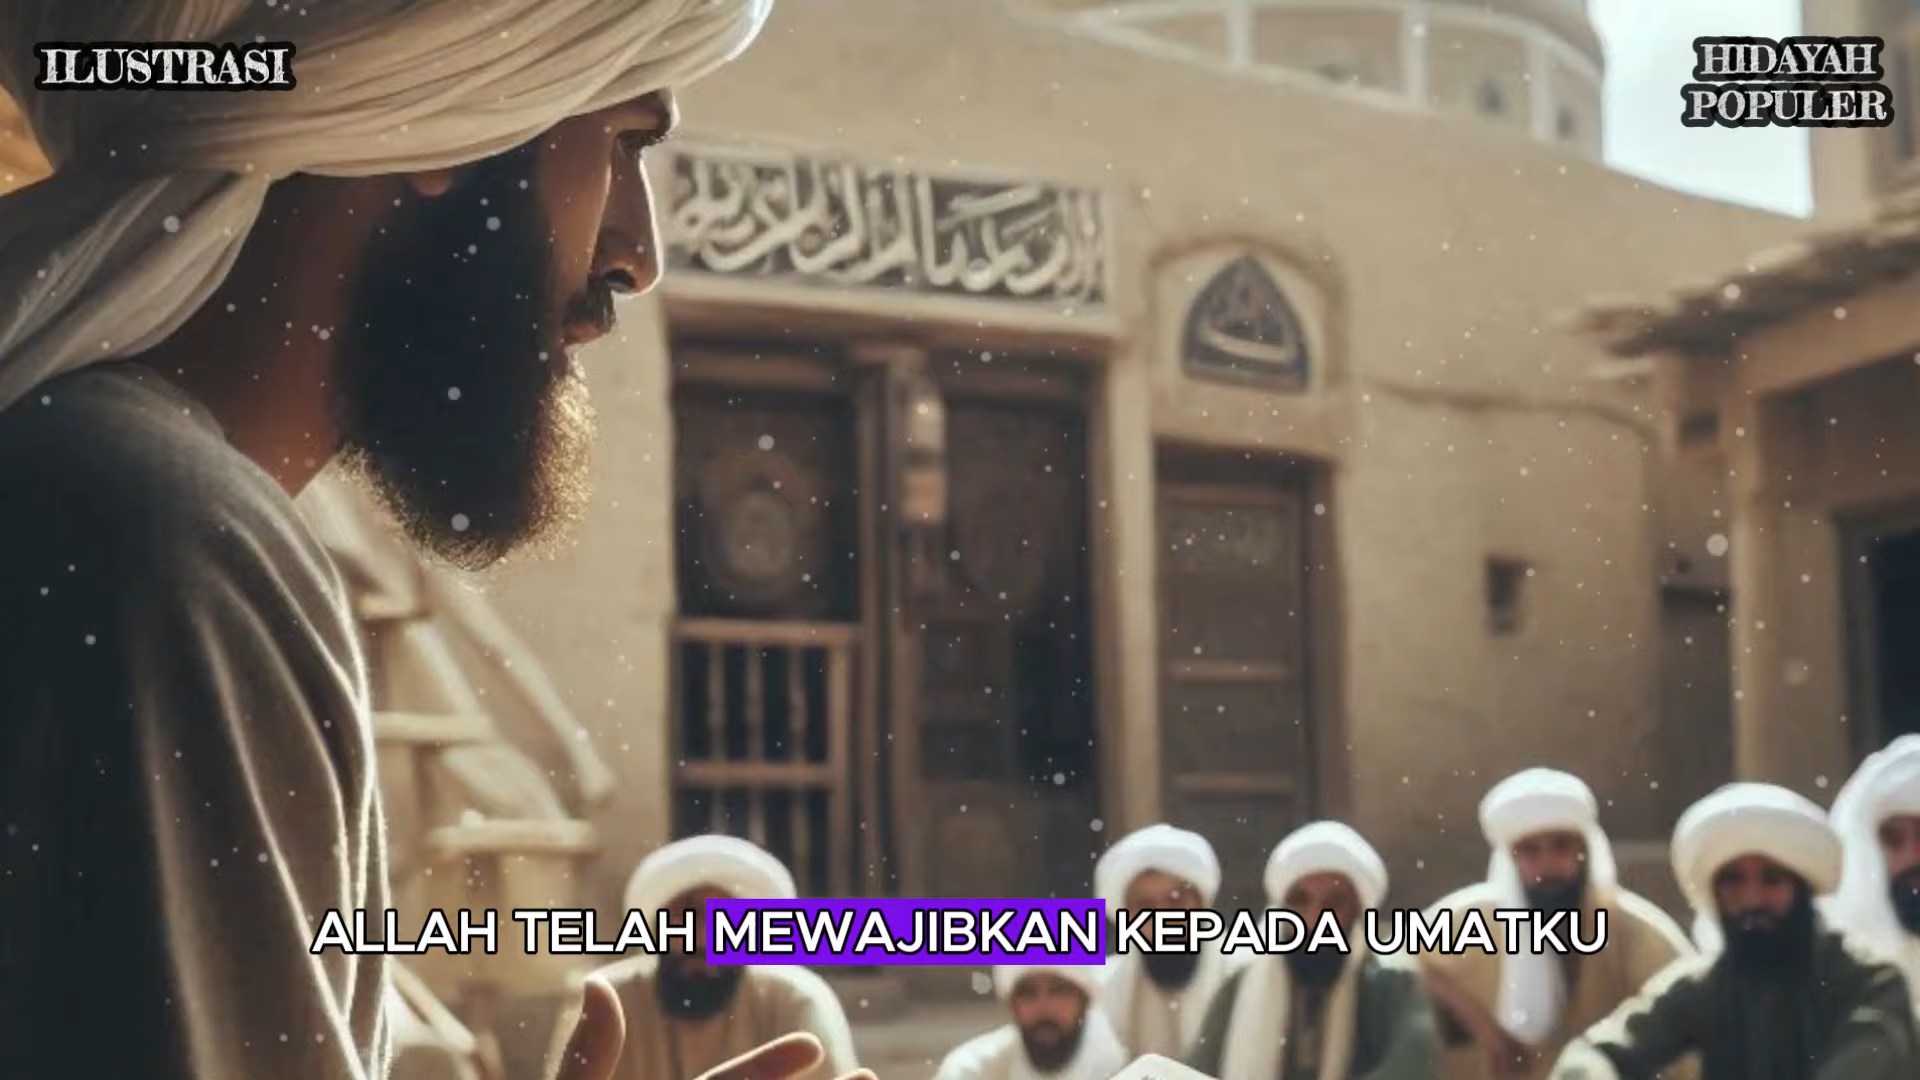 ILUSTRASI
HIDAYAH
POPULER
ALLAH TELAH MEWAJIBKAN KEPADA UMATKU